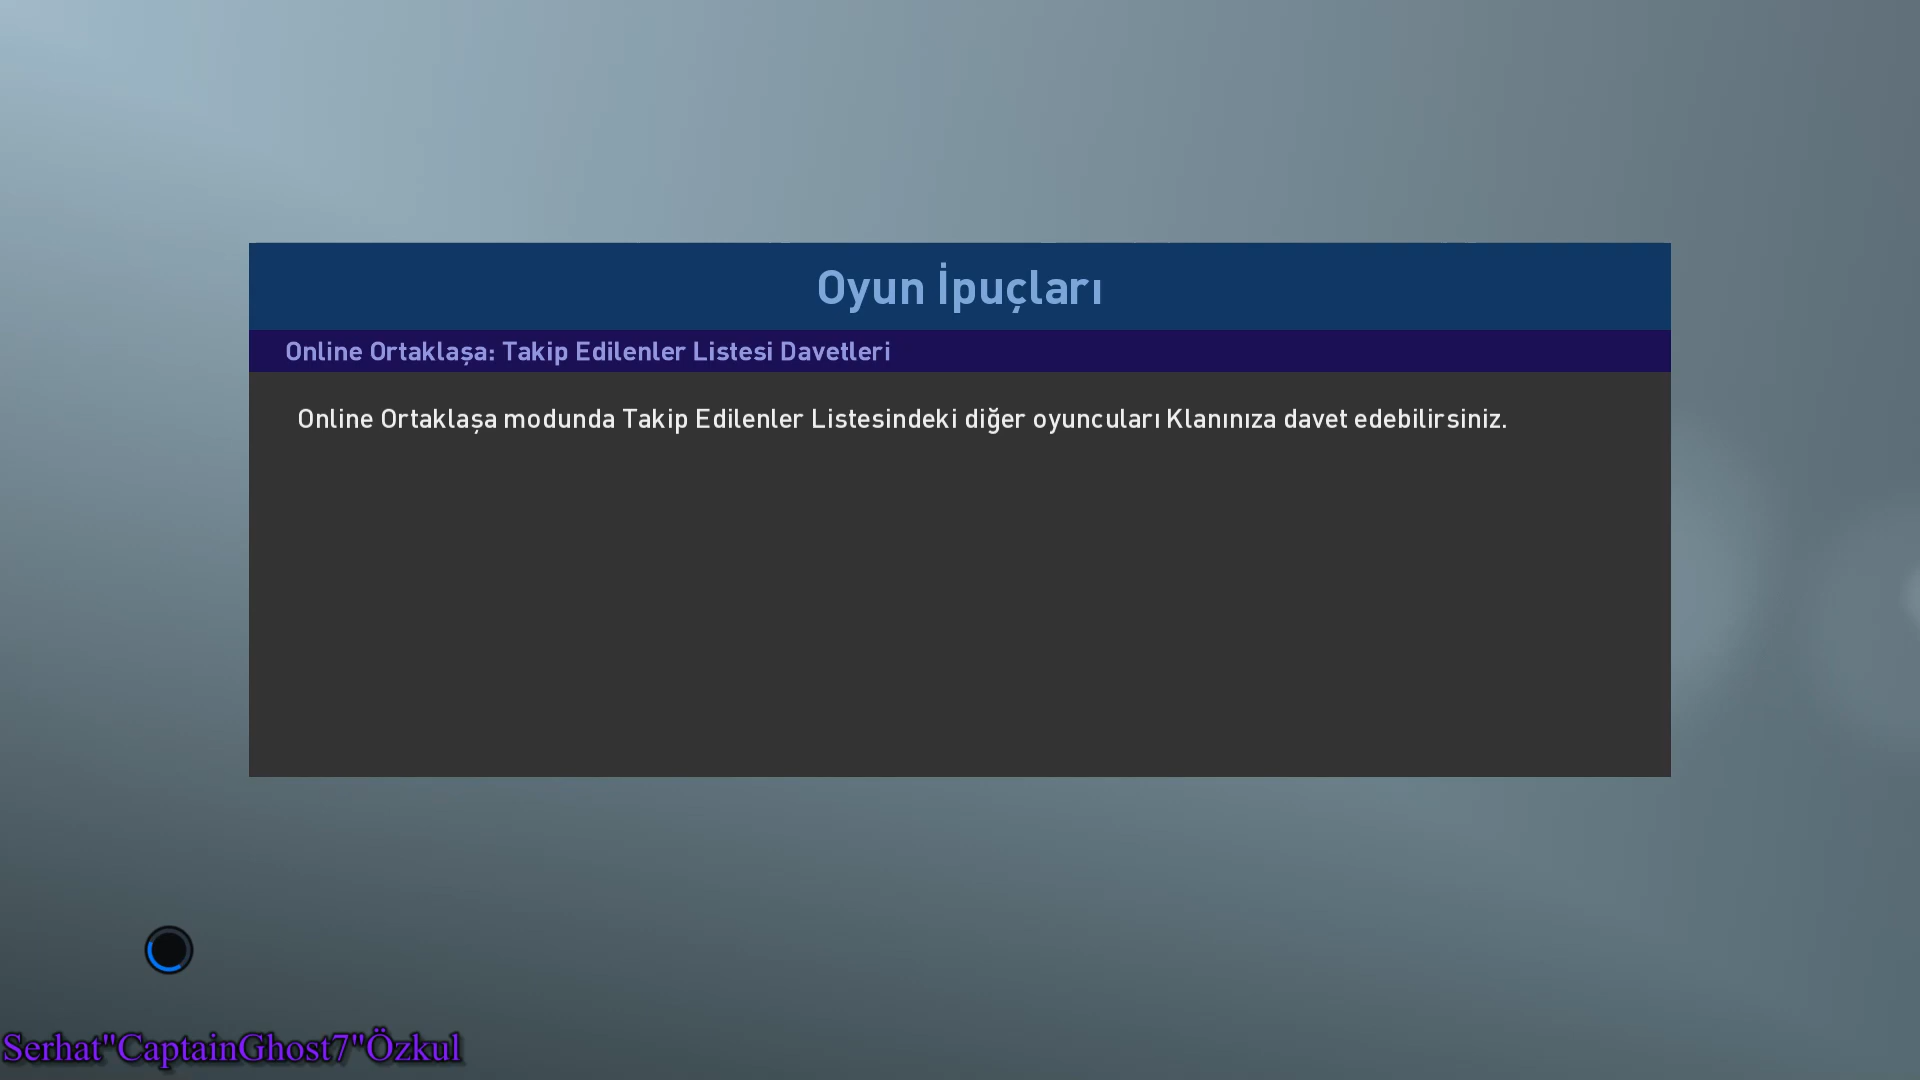 Oyun İpuçları
Online Ortaklaşa: Takip Edilenler Listesi Davetleri
Online Ortaklaşa modunda Takip Edilenler Listesindeki diğer oyuncuları Klanınıza davet edebilirsiniz.
Serhat"CaptainGhost7"Özkul